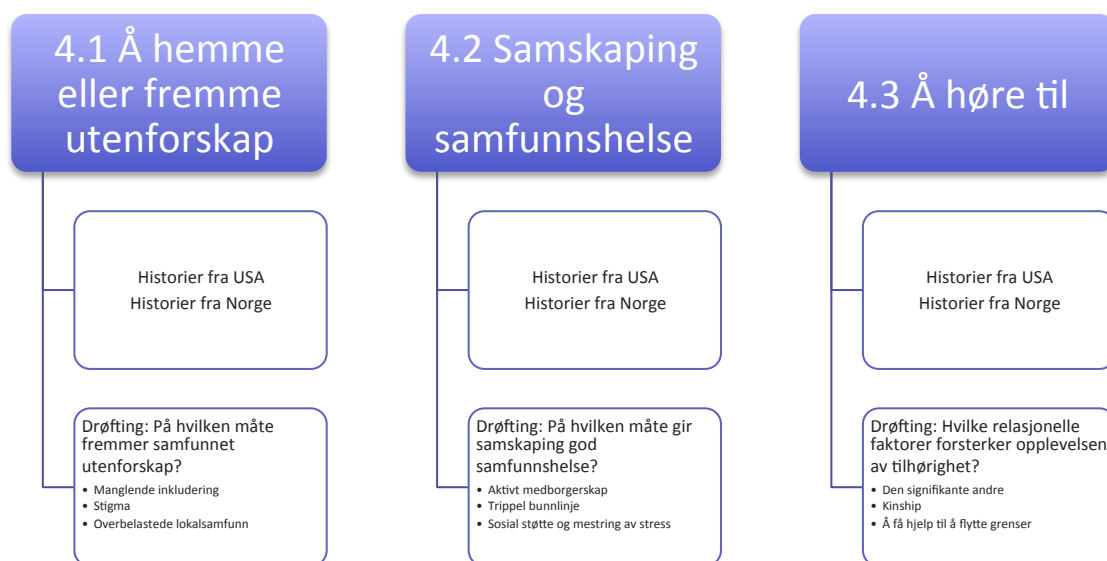 4.1 Å hemme
eller fremme
utenforskap
Historier fra USA
Historier fra Norge
Drøfting: På hvilken måte
fremmer samfunnet
utenforskap?
• Manglende inkludering
• Stigma
• Overbelastede lokalsamfunn
4.2 Samskaping
og
samfunnshelse
Historier fra USA
Historier fra Norge
Drøfting: På hvilken måte gir
samskaping god
samfunnshelse?
• Aktivt medborgerskap
• Trippel bunnlinje
• Sosial støtte og mestring av stress
4.3 Å høre til
Historier fra USA
Historier fra Norge
Drøfting: Hvilke relasjonelle
faktorer forsterker opplevelsen
av tilhørighet?
• Den signifikante andre
• Kinship
• Å få hjelp til å flytte grenser